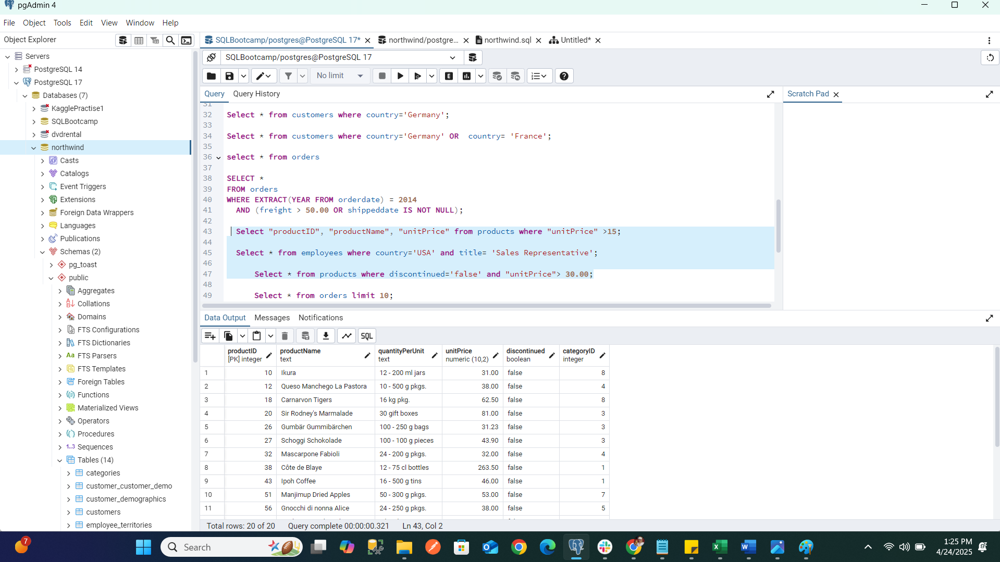 pgAdmin 4
File Object Tools Edit View Window Help
Object Explorer
SQLBootcamp/postgres@PostgreSQL 17* northwind/postgre... northwind.sql Untitled*
Servers
PostgreSQL 14
PostgreSQL 17
Databases (7)
KagglePractise1
SQLBootcamp
dvdrental
northwind
Casts
Catalogs
Event Triggers
Extensions
Foreign Data Wrappers
Languages
Publications
Schemas (2)
pg_toast
public
Aggregates
Collations
Domains
FTS Configurations
FTS Dictionaries
FTS Parsers
FTS Templates
Foreign Tables
Functions
Materialized Views
Operators
Procedures
1..3 Sequences
Tables (14)
categories
customer_customer_demo
customer_demographics
customers
employee_territories
SQLBootcamp/postgres@PostgreSQL 17
No limit
Query Query History
Scratch Pad
31
32 Select * from customers where country='Germany';
33
34 Select * from customers where country='Germany' OR  country= 'France';
35
36 select * from orders
37
38 SELECT *
39 FROM orders
40 WHERE EXTRACT(YEAR FROM orderdate) = 2014
41   AND (freight > 50.00 OR shippeddate IS NOT NULL);
42
43   Select "productID", "productName", "unitPrice" from products where "unitPrice" >15;
44
45   Select * from employees where country='USA' and title= 'Sales Representative';
46
47       Select * from products where discontinued='false' and "unitPrice"> 30.00;
48
49       Select * from orders limit 10;
Data Output Messages Notifications
SQL
productID productName quantityPerUnit unitPrice discontinued categoryID
[PK] integer text text numeric (10,2) boolean integer
1 10 Ikura 12 - 200 ml jars 31.00 false 8
2 12 Queso Manchego La Pastora 10 - 500 g pkgs. 38.00 false 4
3 18 Carnarvon Tigers 16 kg pkg. 62.50 false 8
4 20 Sir Rodney's Marmalade 30 gift boxes 81.00 false 3
5 26 Gumbär Gummibärchen 100 - 250 g bags 31.23 false 3
6 27 Schoggi Schokolade 100 - 100 g pieces 43.90 false 3
7 32 Mascarpone Fabioli 24 - 200 g pkgs. 32.00 false 4
8 38 Côte de Blaye 12 - 75 cl bottles 263.50 false 1
9 43 Ipoh Coffee 16 - 500 g tins 46.00 false 1
10 51 Manjimup Dried Apples 50 - 300 g pkgs. 53.00 false 7
11 56 Gnocchi di nonna Alice 24 - 250 g pkgs. 38.00 false 5
Total rows: 20 of 20 Query complete 00:00:00.321 Ln 43, Col 2
7
Search
1:25 PM
4/24/2025